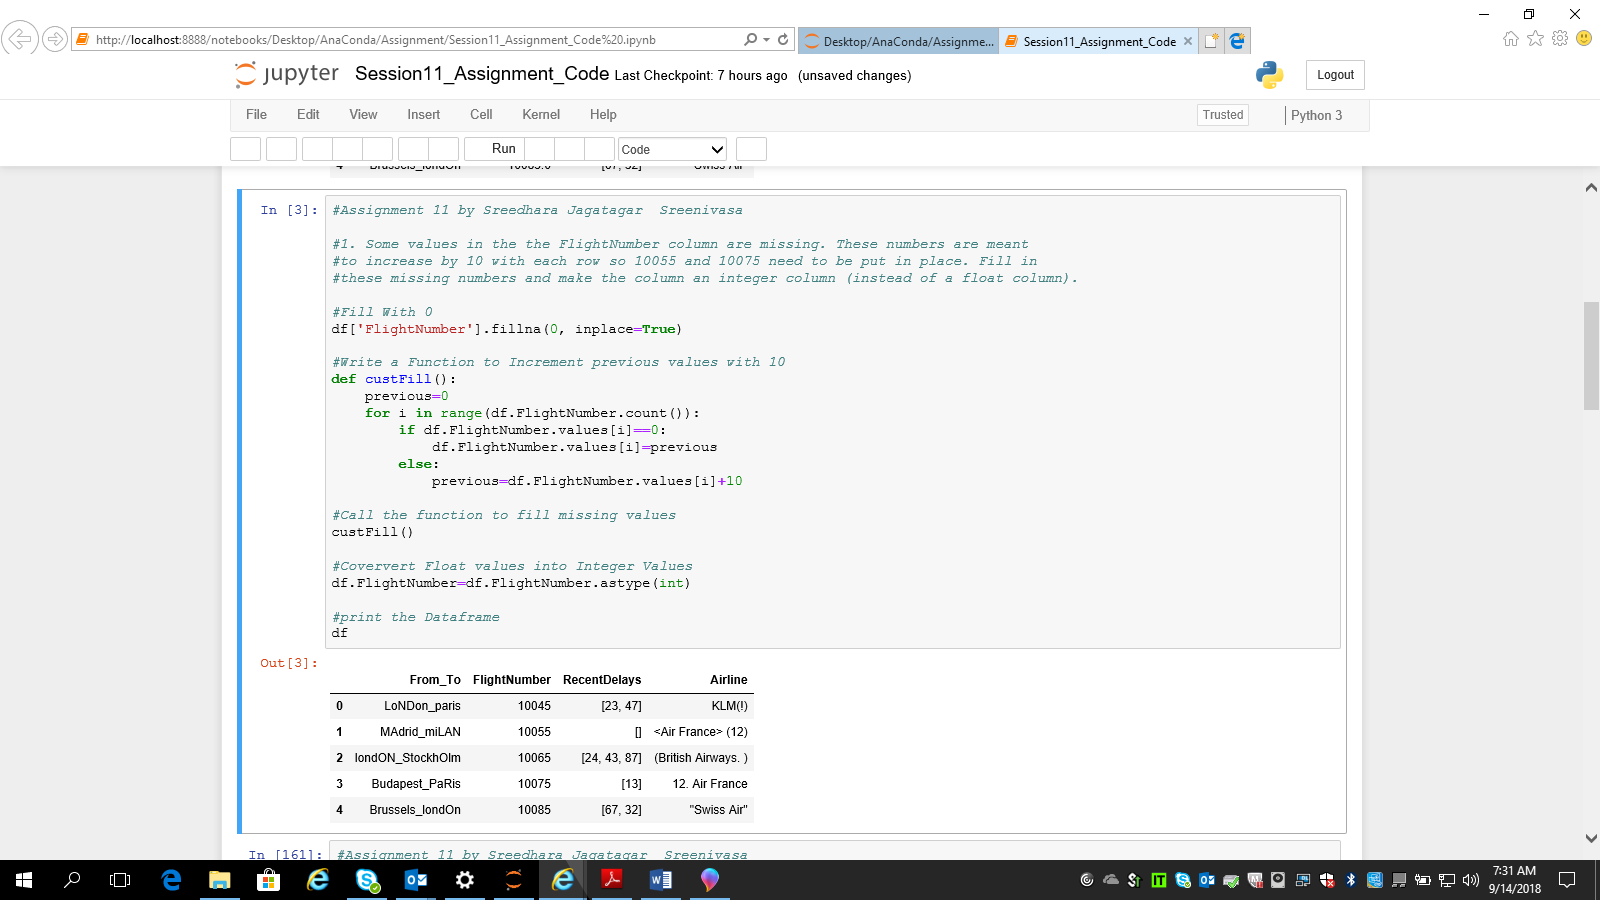 http://localhost:8888/notebooks/Desktop/AnaConda/Assignment/Session11_Assignment_Code%20.ipynb
Desktop/AnaConda/Assignme...
Session11_Assignment_Code
jupyter Session11_Assignment_Code Last Checkpoint: 7 hours ago (unsaved changes)
Logout
File Edit View Insert Cell Kernel Help
Trusted Python 3
Run Code
4 Brussels_londOn 10085.0 [67, 32] "Swiss Air"
In [3]:
#Assignment 11 by Sreedhara Jagatagar  Sreenivasa
#1. Some values in the the FlightNumber column are missing. These numbers are meant
#to increase by 10 with each row so 10055 and 10075 need to be put in place. Fill in
#these missing numbers and make the column an integer column (instead of a float column).
#Fill With 0
df['FlightNumber'].fillna(0, inplace=True)
#Write a Function to Increment previous values with 10
def custFill():
    previous=0
    for i in range(df.FlightNumber.count()):
        if df.FlightNumber.values[i]==0:
            df.FlightNumber.values[i]=previous
        else:
            previous=df.FlightNumber.values[i]+10
#Call the function to fill missing values
custFill()
#Coververt Float values into Integer Values
df.FlightNumber=df.FlightNumber.astype(int)
#print the Dataframe
df
Out[3]:
From_To FlightNumber RecentDelays Airline
0 LoNDon_paris 10045 [23, 47] KLM(!)
1 MAdrid_miLAN 10055 [] <Air France> (12)
2 londON_StockhOlm 10065 [24, 43, 87] (British Airways. )
3 Budapest_PaRis 10075 [13] 12. Air France
4 Brussels_londOn 10085 [67, 32] "Swiss Air"
In [161]: #Assignment 11 by Sreedhara Jagatagar  Sreenivasa
7:31 AM
9/14/2018